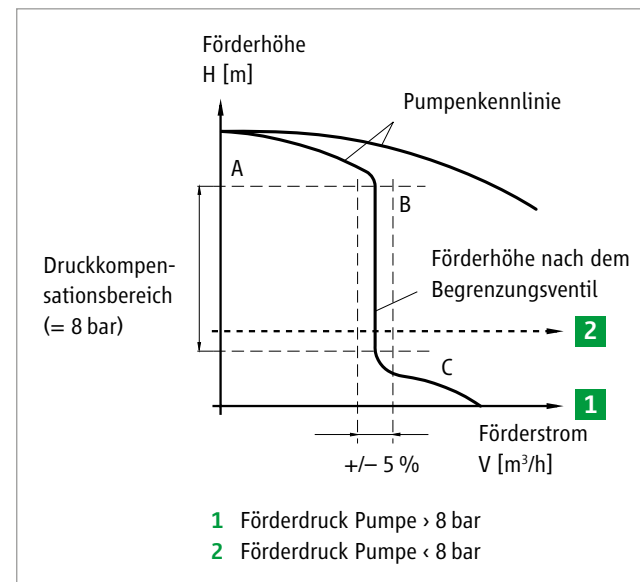 Förderhöhe
H [m]
Pumpenkennlinie
A
B
Druckkompen-
sationsbereich
(= 8 bar)
Förderhöhe nach dem
Begrenzungsventil
2
C
1
Förderstrom
V [m³/h]
+/– 5 %
1 Förderdruck Pumpe › 8 bar
2 Förderdruck Pumpe ‹ 8 bar